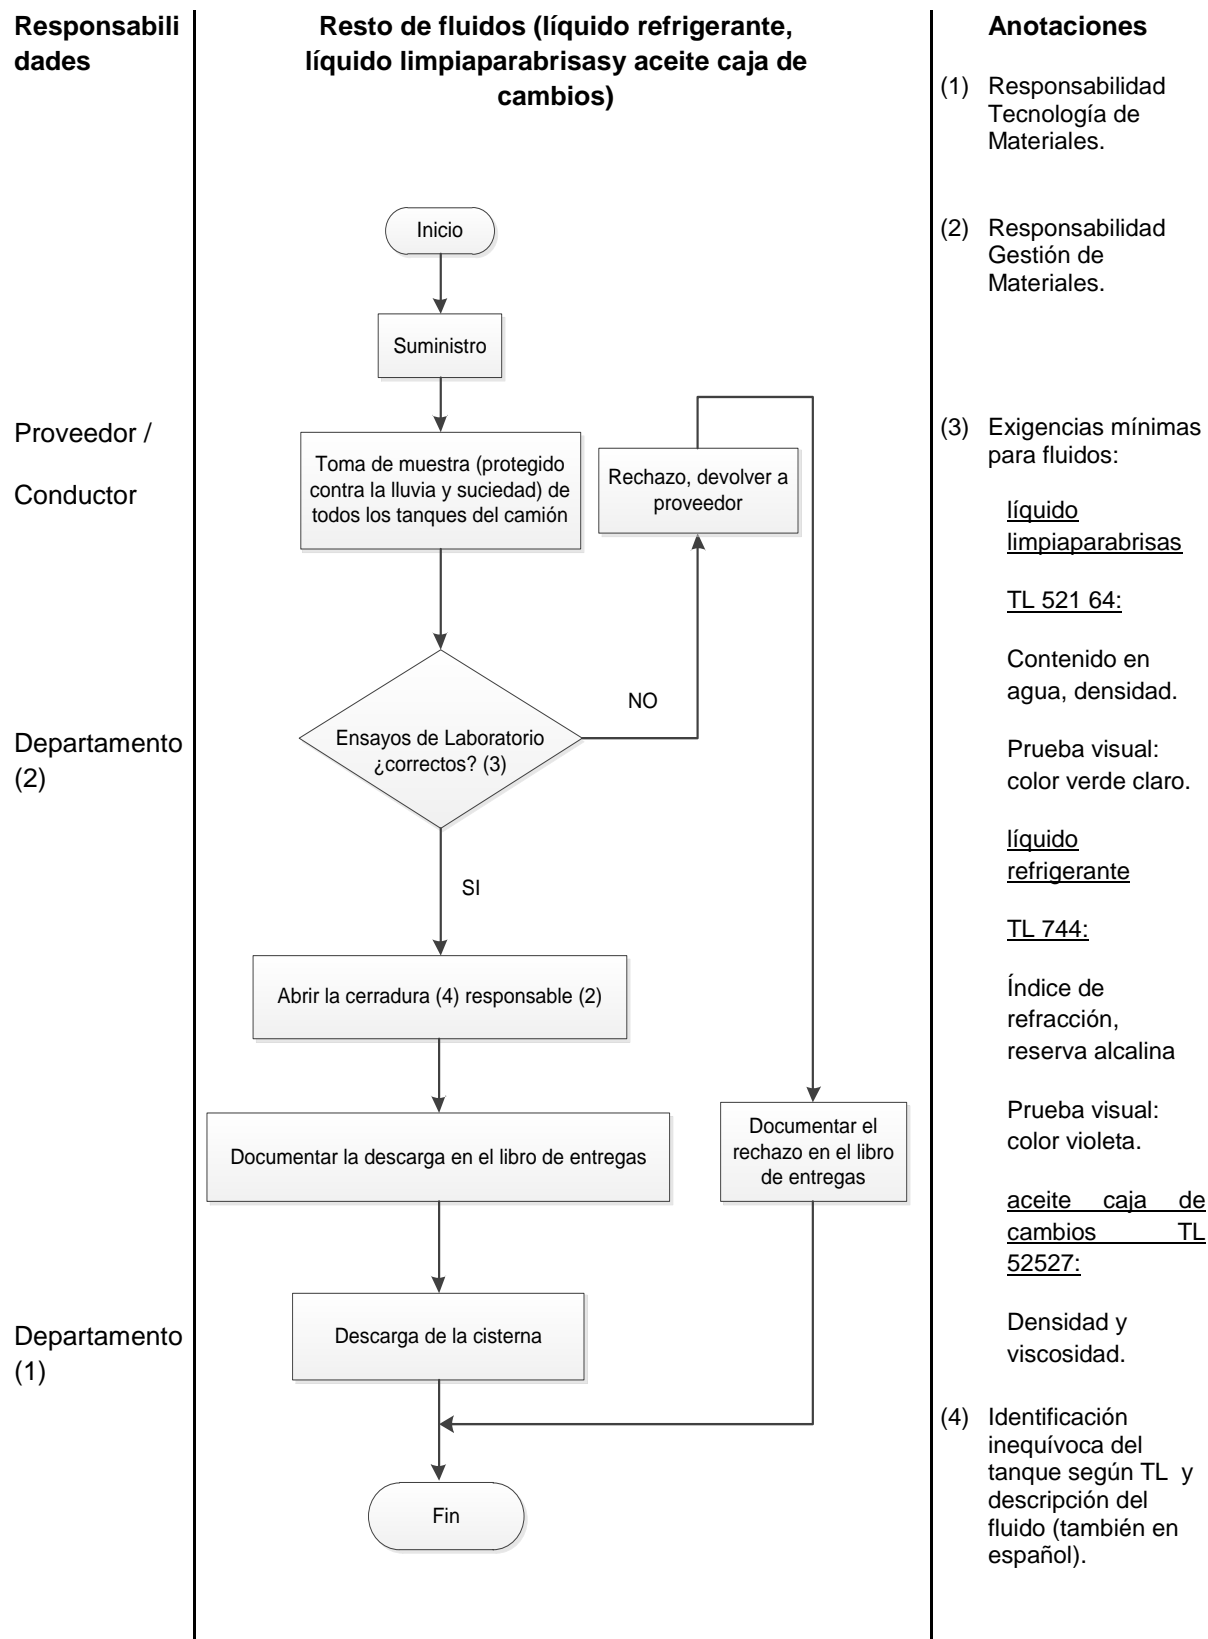 Responsabili
dades
Proveedor /
Conductor
Departamento
(2)
Departamento
(1)
Resto de fluidos (líquido refrigerante,
líquido limpiaparabrisasy aceite caja de
cambios)
Inicio
Suministro
Toma de muestra (protegido
contra la lluvia y suciedad) de
todos los tanques del camión
Rechazo, devolver a
proveedor
NO
Ensayos de Laboratorio
¿correctos? (3)
SI
Abrir la cerradura (4) responsable (2)
Documentar la descarga en el libro de entregas
Documentar el
rechazo en el libro
de entregas
Descarga de la cisterna
Fin
Anotaciones
(1) Responsabilidad
Tecnología de
Materiales.
(2) Responsabilidad
Gestión de
Materiales.
(3) Exigencias mínimas
para fluidos:
líquido
limpiaparabrisas
TL 521 64:
Contenido en
agua, densidad.
Prueba visual:
color verde claro.
líquido
refrigerante
TL 744:
Índice de
refracción,
reserva alcalina
Prueba visual:
color violeta.
aceite caja de
cambios TL
52527:
Densidad y
viscosidad.
(4) Identificación
inequívoca del
tanque según TL y
descripción del
fluido (también en
español).